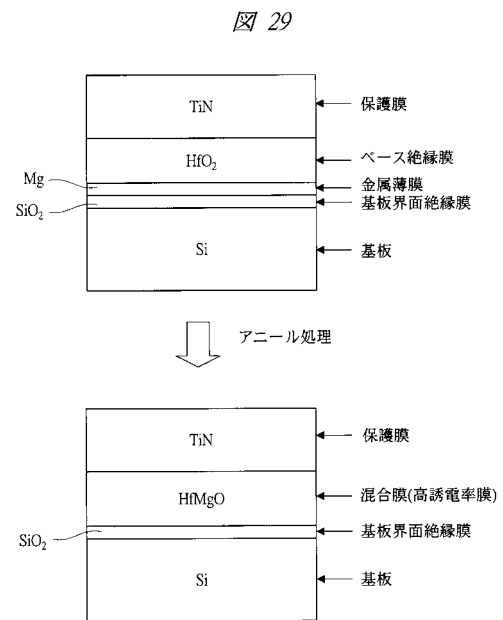 図 29
TiN
保護膜
HfO₂
ベース絶縁膜
Mg
金属薄膜
SiO₂
基板界面絶縁膜
Si
基板
アニール処理
TiN
保護膜
HfMgO
混合膜(高誘電率膜)
SiO₂
基板界面絶縁膜
Si
基板